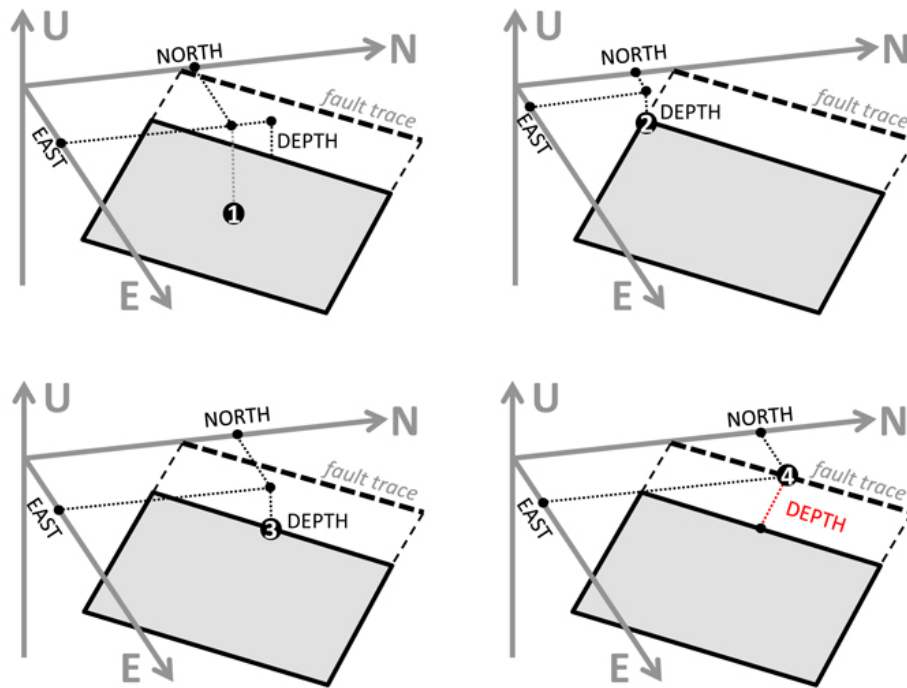 U
N
NORTH
fault trace
EAST
DEPTH
1
E
U
N
NORTH
fault trace
EAST
DEPTH
2
E
U
N
NORTH
fault trace
EAST
DEPTH
3
E
U
N
NORTH
fault trace
4
EAST
DEPTH
E